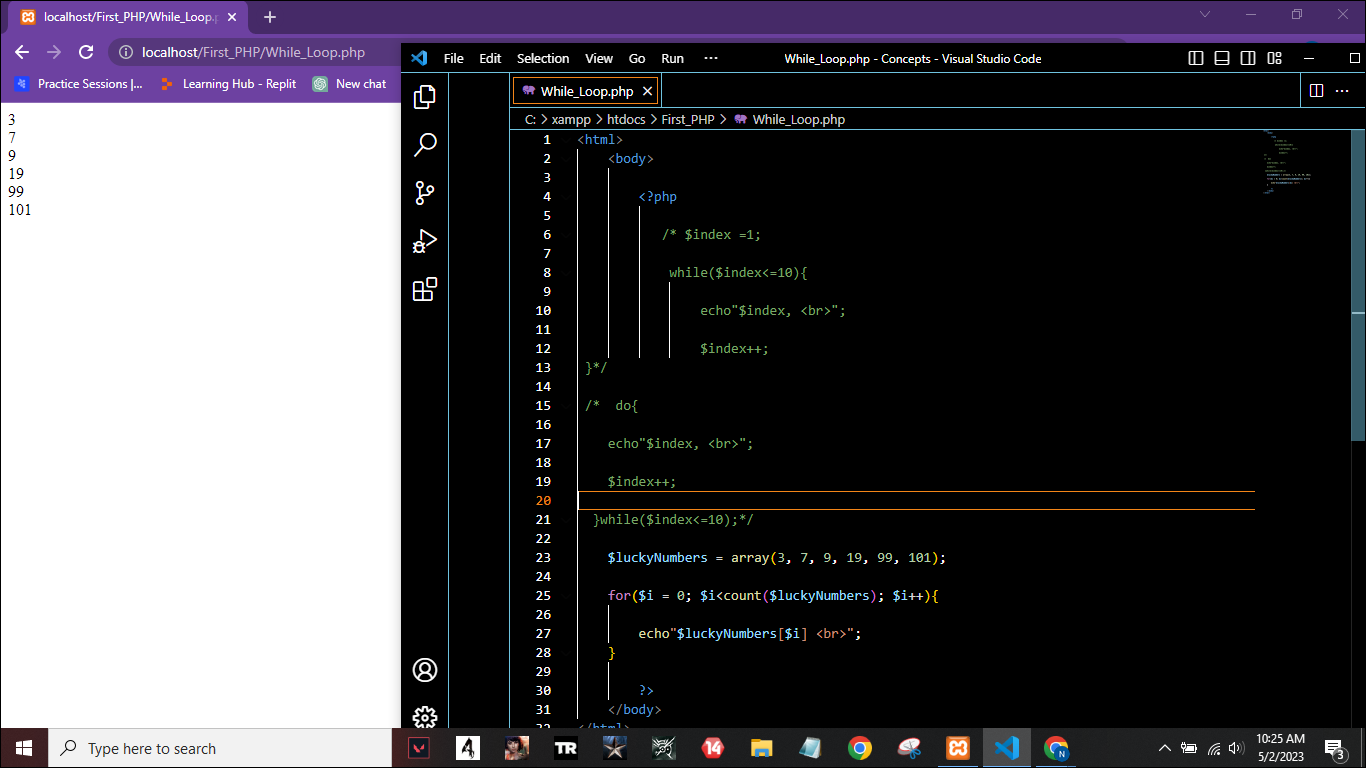 localhost/First_PHP/While_Loop.p
localhost/First_PHP/While_Loop.php
Practice Sessions |...
Learning Hub - Replit
New chat
3
7
9
19
99
101
File Edit Selection View Go Run ···
While_Loop.php - Concepts - Visual Studio Code
While_Loop.php
C: > xampp > htdocs > First_PHP > While_Loop.php
1 <html>
2 <body>
3
4 <?php
5
6 /* $index =1;
7
8 while($index<=10){
9
10 echo"$index, <br>";
11
12 $index++;
13 }*/
14
15 /*  do{
16
17 echo"$index, <br>";
18
19 $index++;
20
21 }while($index<=10);*/
22
23 $luckyNumbers = array(3, 7, 9, 19, 99, 101);
24
25 for($i = 0; $i<count($luckyNumbers); $i++){
26
27 echo"$luckyNumbers[$i] <br>";
28 }
29
30 ?>
31 </body>
32 </html>
Type here to search
TR
14
N
10:25 AM
5/2/2023
3